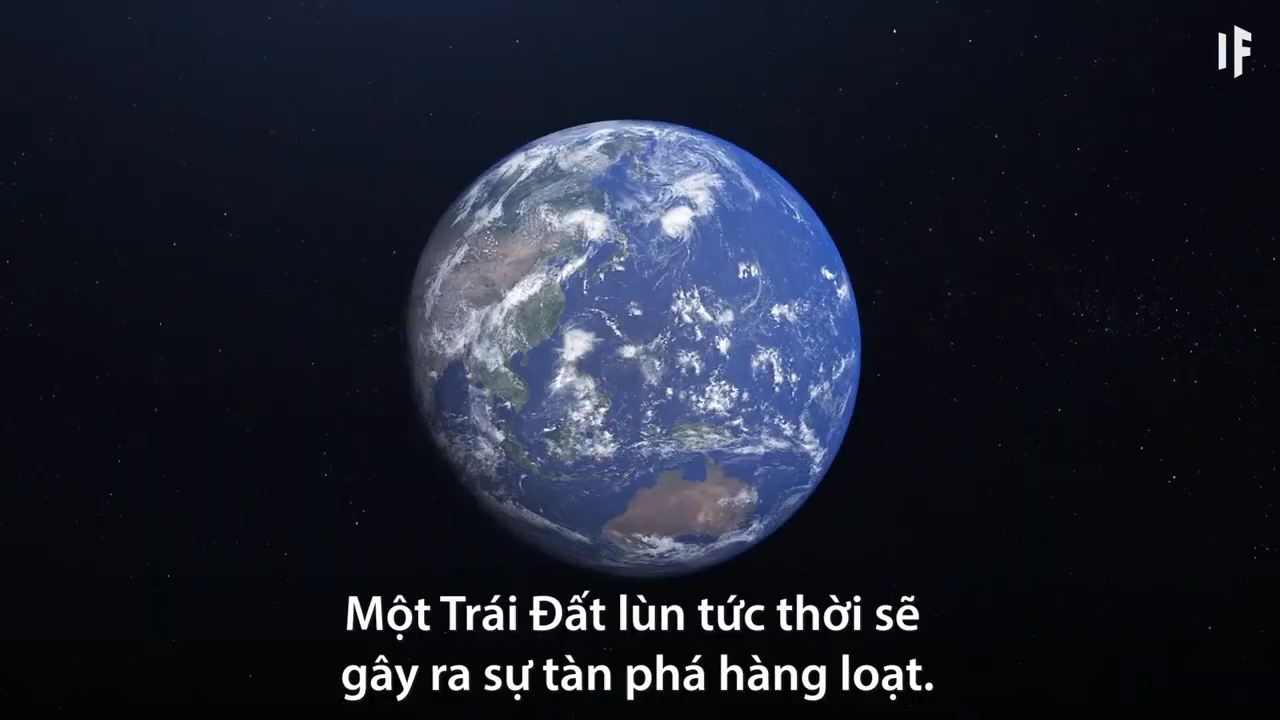 IF
Một Trái Đất lùn tức thời sẽ
gây ra sự tàn phá hàng loạt.